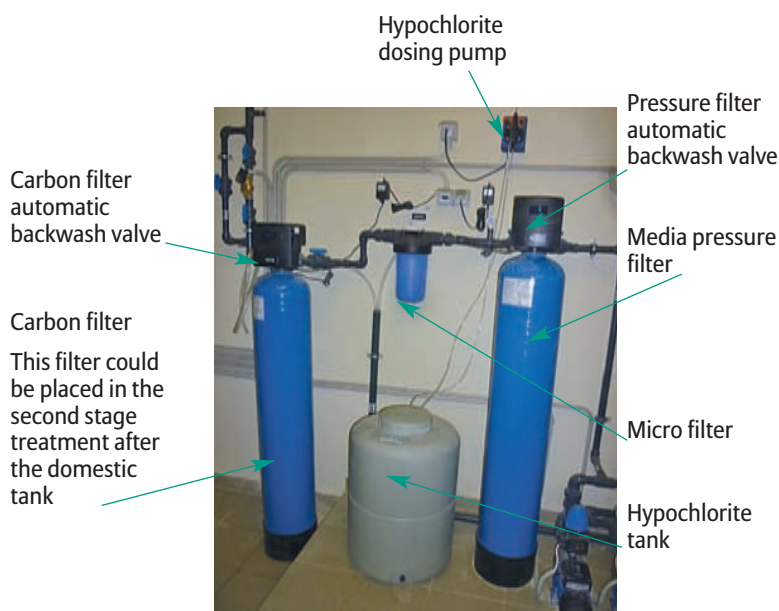 Hypochlorite
dosing pump
Pressure filter
automatic
backwash valve
Carbon filter
automatic
backwash valve
Media pressure
filter
Carbon filter
This filter could
be placed in the
second stage
treatment after
the domestic
tank
Micro filter
Hypochlorite
tank